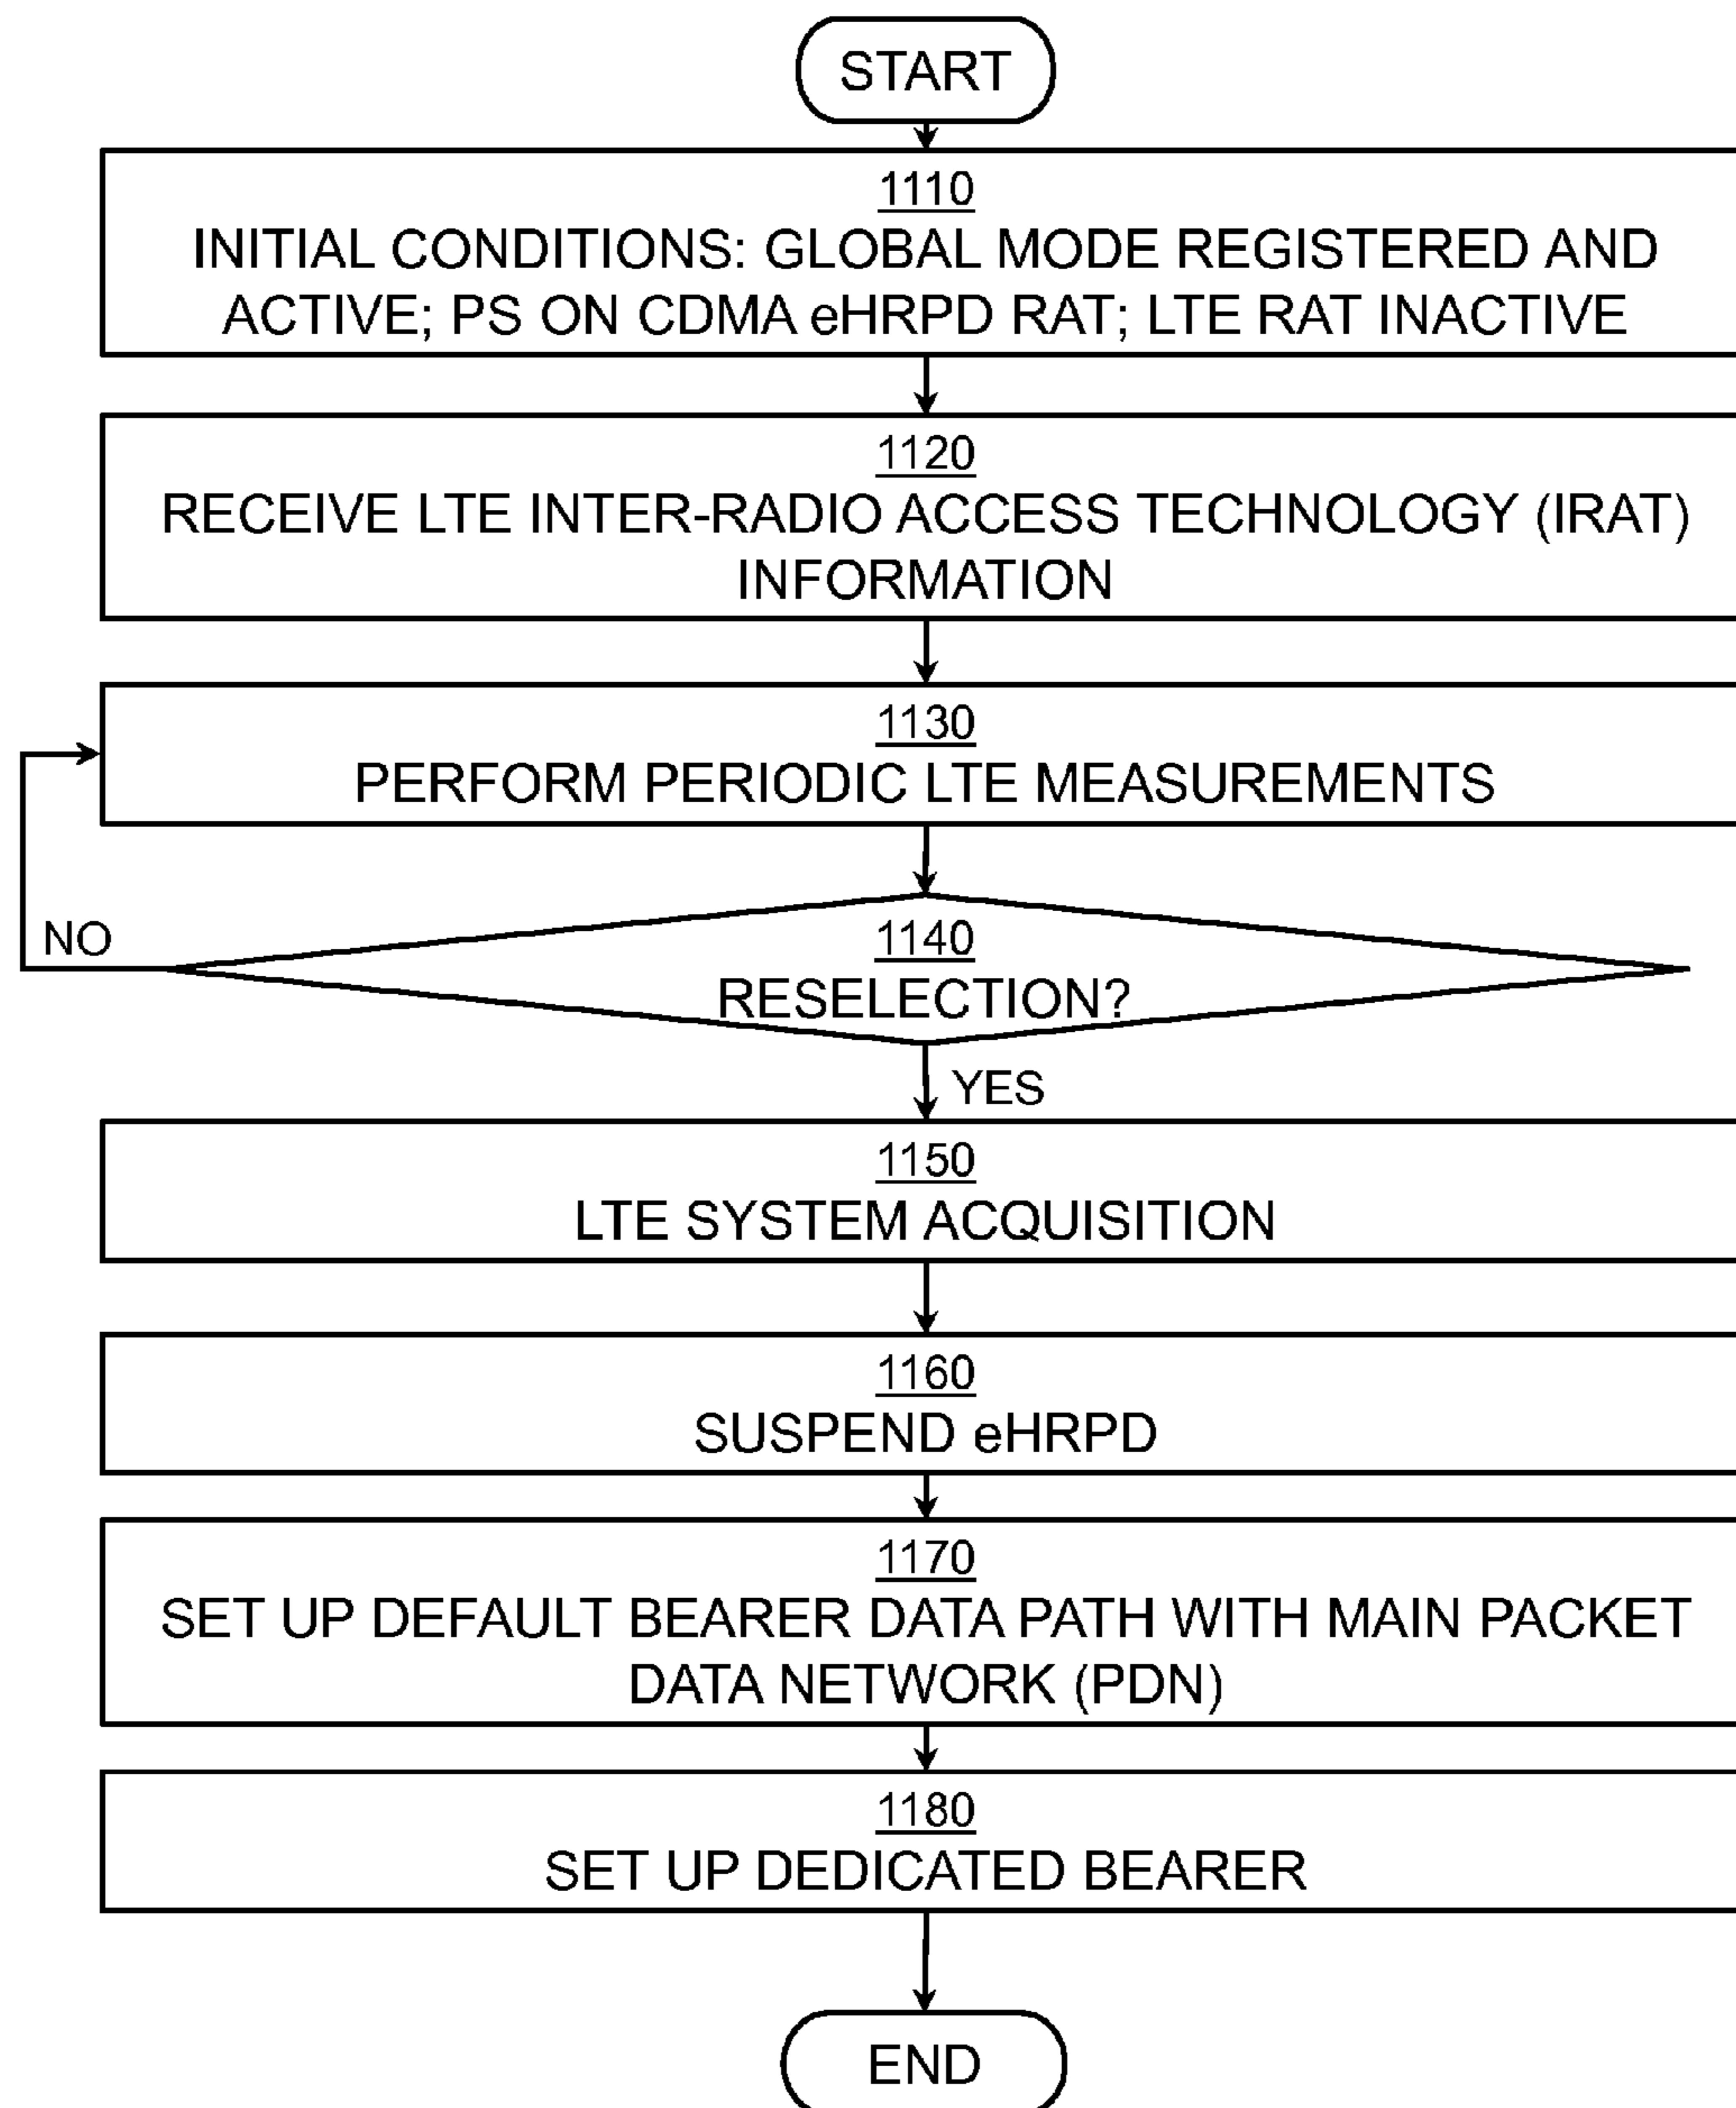 START
1110
INITIAL CONDITIONS: GLOBAL MODE REGISTERED AND
ACTIVE; PS ON CDMA eHRPD RAT; LTE RAT INACTIVE
1120
RECEIVE LTE INTER-RADIO ACCESS TECHNOLOGY (IRAT)
INFORMATION
1130
PERFORM PERIODIC LTE MEASUREMENTS
NO
1140
RESELECTION?
YES
1150
LTE SYSTEM ACQUISITION
1160
SUSPEND eHRPD
1170
SET UP DEFAULT BEARER DATA PATH WITH MAIN PACKET
DATA NETWORK (PDN)
1180
SET UP DEDICATED BEARER
END